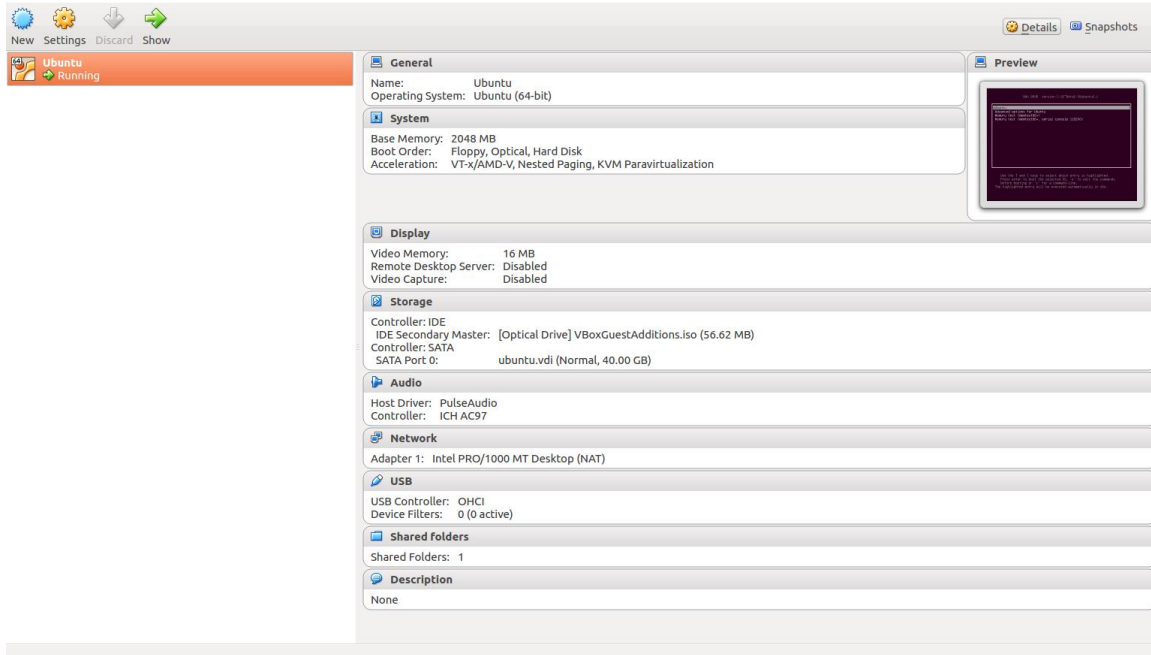 New Settings Discard Show
Details Snapshots
Ubuntu
Running
General
Name: Ubuntu
Operating System: Ubuntu (64-bit)
System
Base Memory: 2048 MB
Boot Order: Floppy, Optical, Hard Disk
Acceleration: VT-x/AMD-V, Nested Paging, KVM Paravirtualization
Preview
Display
Video Memory: 16 MB
Remote Desktop Server: Disabled
Video Capture: Disabled
Storage
Controller: IDE
IDE Secondary Master: [Optical Drive] VBoxGuestAdditions.iso (56.62 MB)
Controller: SATA
SATA Port 0: ubuntu.vdi (Normal, 40.00 GB)
Audio
Host Driver: PulseAudio
Controller: ICH AC97
Network
Adapter 1: Intel PRO/1000 MT Desktop (NAT)
USB
USB Controller: OHCI
Device Filters: 0 (0 active)
Shared folders
Shared Folders: 1
Description
None